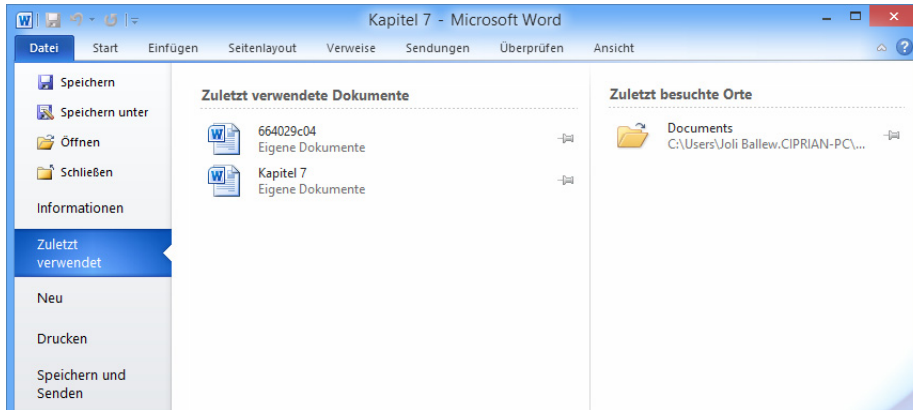 Kapitel 7 - Microsoft Word
Datei Start Einfügen Seitenlayout Verweise Sendungen Überprüfen Ansicht
Speichern
Speichern unter
Öffnen
Schließen
Informationen
Zuletzt
verwendet
Neu
Drucken
Speichern und
Senden
Zuletzt verwendete Dokumente
664029c04
Eigene Dokumente
Kapitel 7
Eigene Dokumente
Zuletzt besuchte Orte
Documents
C:\Users\Joli Ballew.CIPRIAN-PC\...